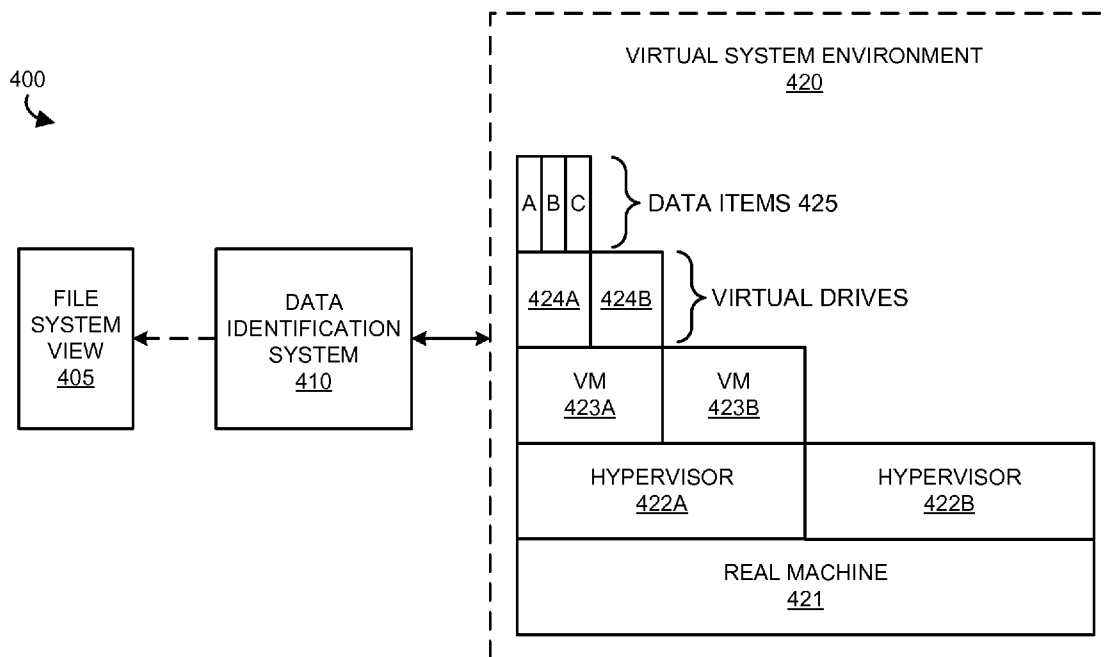 400
VIRTUAL SYSTEM ENVIRONMENT
420
A B C
DATA ITEMS 425
424A 424B
VIRTUAL DRIVES
FILE
SYSTEM
VIEW
405
DATA
IDENTIFICATION
SYSTEM
410
VM
423A
VM
423B
HYPERVISOR
422A
HYPERVISOR
422B
REAL MACHINE
421